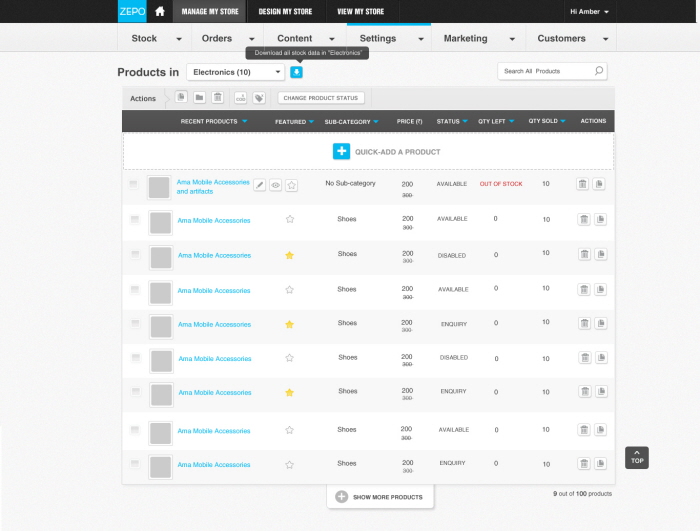 ZEPO MANAGE MY STORE DESIGN MY STORE VIEW MY STORE Hi Amber
Stock Orders Content Settings Marketing Customers
Download all stock data in "Electronics"
Products in Electronics (10) Search All Products
Actions CHANGE PRODUCT STATUS
RECENT PRODUCTS FEATURED SUB-CATEGORY PRICE (₹) STATUS QTY LEFT QTY SOLD ACTIONS
QUICK-ADD A PRODUCT
Ama Mobile Accessories No Sub-category 200 AVAILABLE OUT OF STOCK 10
and artifacts 300
Ama Mobile Accessories Shoes 200 AVAILABLE 0 10
300
Ama Mobile Accessories Shoes 200 DISABLED 0 10
300
Ama Mobile Accessories Shoes 200 AVAILABLE 0 10
300
Ama Mobile Accessories Shoes 200 ENQUIRY 0 10
300
Ama Mobile Accessories Shoes 200 DISABLED 0 10
300
Ama Mobile Accessories Shoes 200 ENQUIRY 0 10
300
Ama Mobile Accessories Shoes 200 AVAILABLE 0 10
300
Ama Mobile Accessories Shoes 200 ENQUIRY 0 10
300
TOP
SHOW MORE PRODUCTS 9 out of 100 products